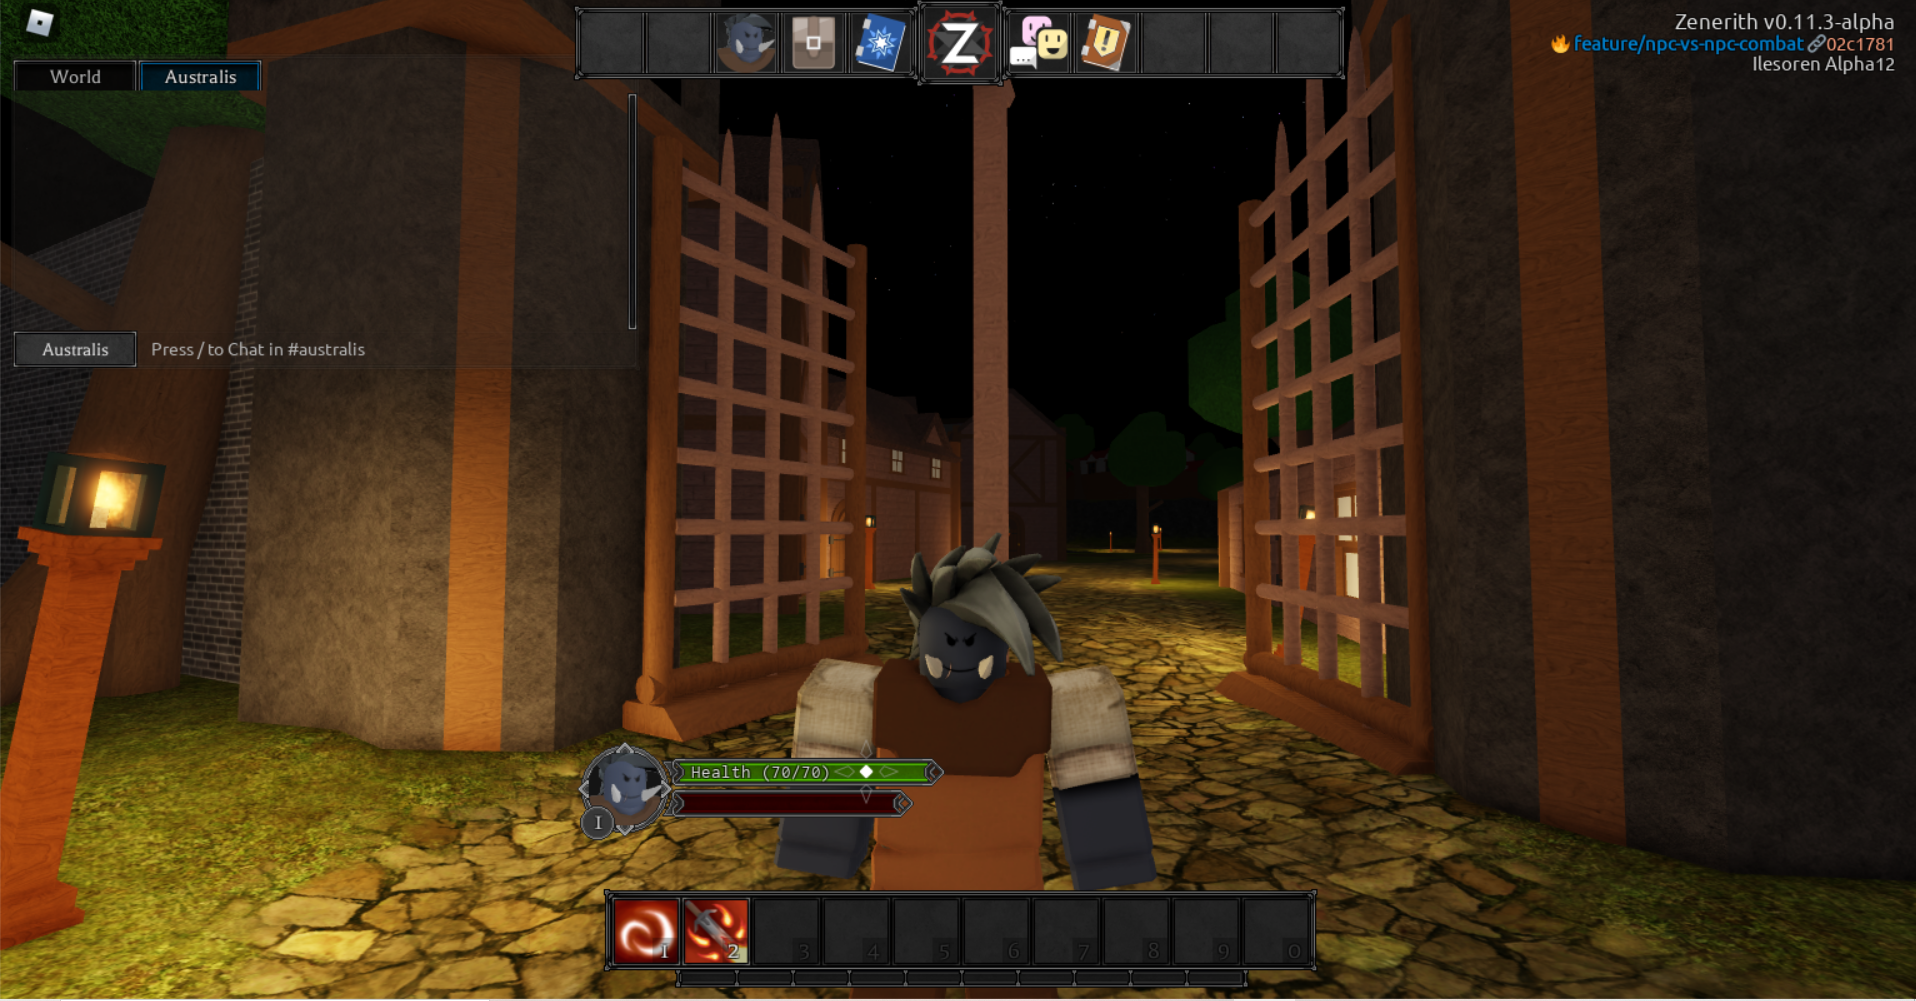 Zenerith v0.11.3-alpha
feature/npc-vs-npc-combat 02c1781
Ilesoren Alpha12
World
Australis
Z
Australis
Press / to Chat in #australis
Health (70/70)
I
1
2
3
4
5
6
7
8
9
0